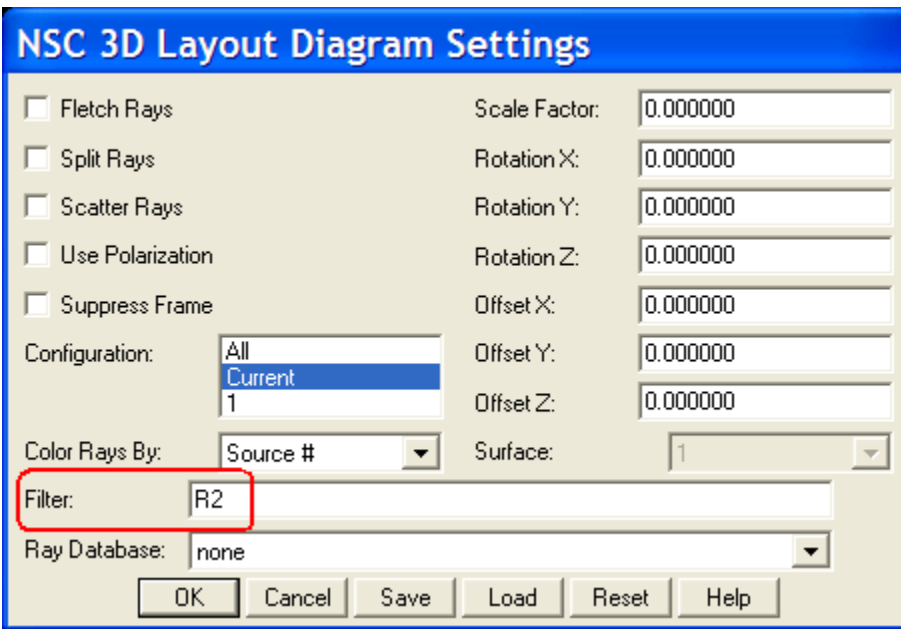 NSC 3D Layout Diagram Settings
Fletch Rays
Scale Factor: 0.000000
Split Rays
Rotation X: 0.000000
Scatter Rays
Rotation Y: 0.000000
Use Polarization
Rotation Z: 0.000000
Suppress Frame
Offset X: 0.000000
Configuration:
All
Current
1
Offset Y: 0.000000
Offset Z: 0.000000
Color Rays By: Source #
Surface: 1
Filter: R2
Ray Database: none
OK Cancel Save Load Reset Help